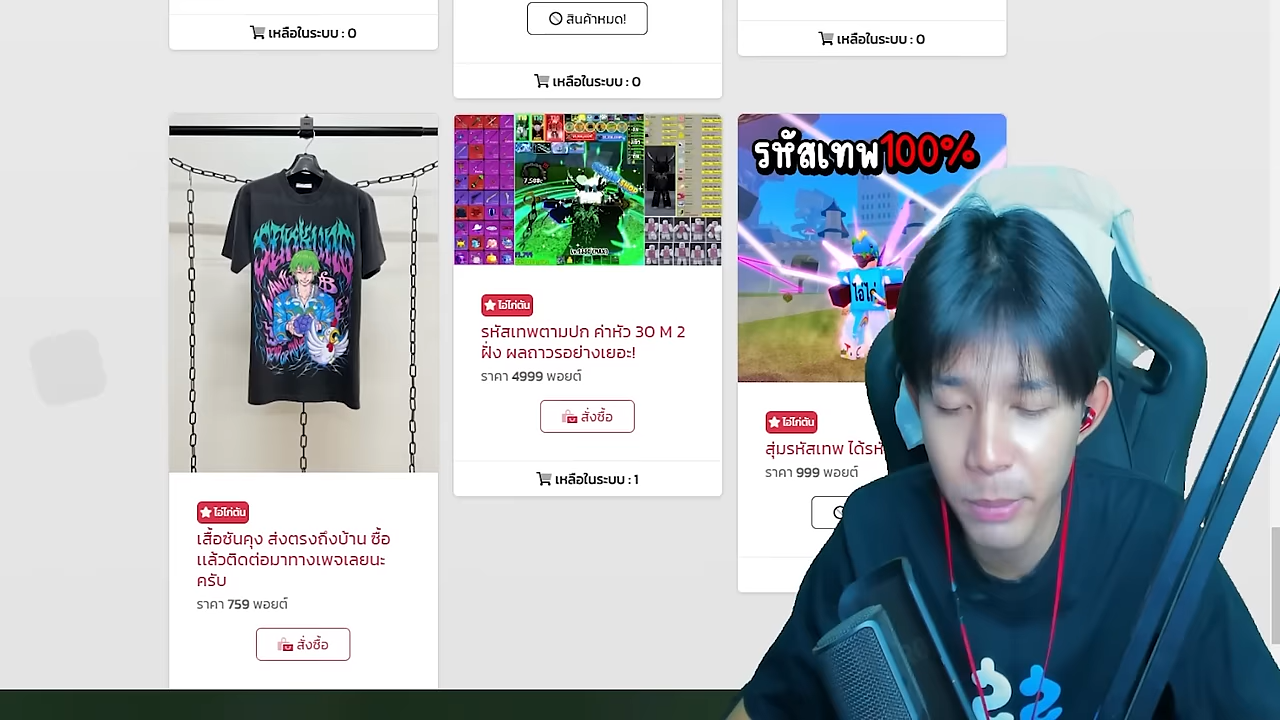 เหลือในระบบ : 0
สินค้าหมด!
เหลือในระบบ : 0
เหลือในระบบ : 0
ไอ้ไก่ตัน
เสื้อซันคุง ส่งตรงถึงบ้าน ซื้อ
แล้วติดต่อมาทางเพจเลยนะ
ครับ
ราคา 759 พอยต์
สั่งซื้อ
ไอ้ไก่ตัน
รหัสเทพตามปก ค่าหัว 30 M 2
ฝั่ง ผลถาวรอย่างเยอะ!
ราคา 4999 พอยต์
สั่งซื้อ
เหลือในระบบ : 1
รหัสเทพ100%
ไอ้ไก่
ไอ้ไก่ตัน
สุ่มรหัสเทพ ได้รหั
ราคา 999 พอยต์